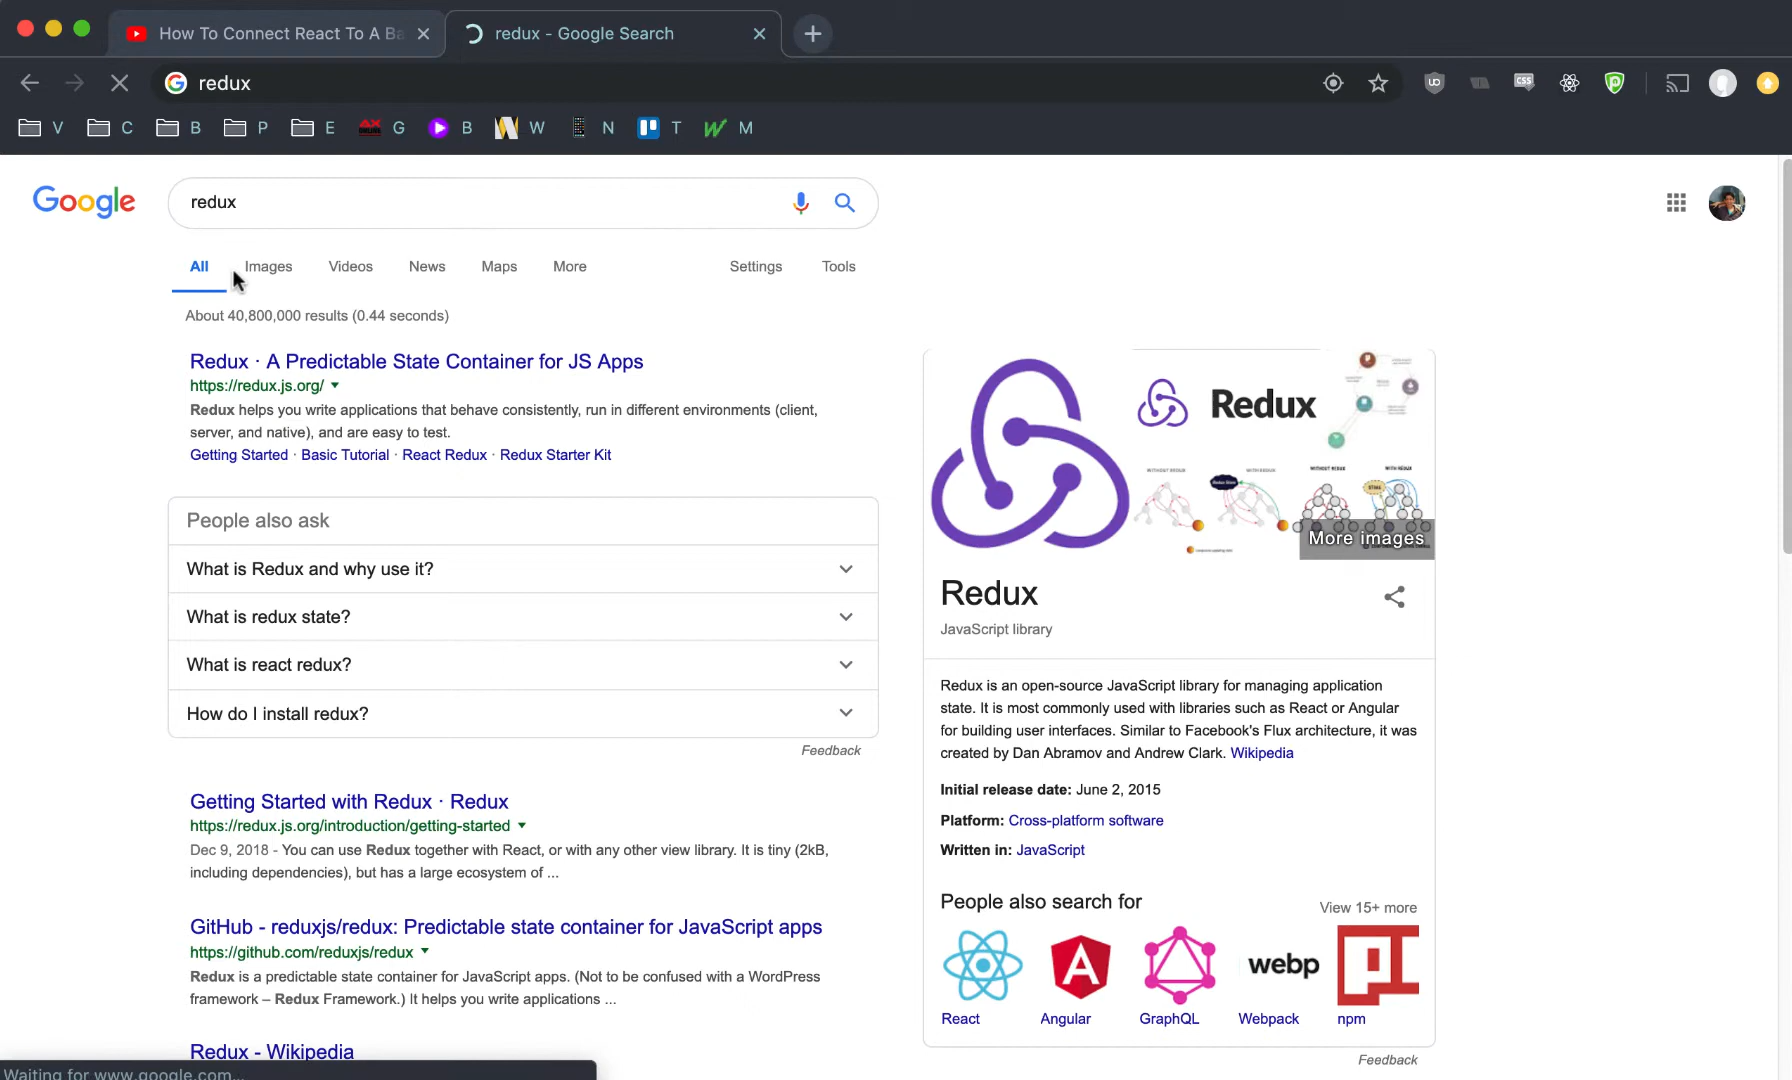 How To Connect React To A Ba
redux - Google Search
redux
V C B P E G B W N T M
Google
redux
All Images Videos News Maps More Settings Tools
About 40,800,000 results (0.44 seconds)
Redux · A Predictable State Container for JS Apps
https://redux.js.org/
Redux helps you write applications that behave consistently, run in different environments (client,
server, and native), and are easy to test.
Getting Started · Basic Tutorial · React Redux · Redux Starter Kit
People also ask
What is Redux and why use it?
What is redux state?
What is react redux?
How do I install redux?
Feedback
Getting Started with Redux · Redux
https://redux.js.org/introduction/getting-started
Dec 9, 2018 - You can use Redux together with React, or with any other view library. It is tiny (2kB,
including dependencies), but has a large ecosystem of ...
GitHub - reduxjs/redux: Predictable state container for JavaScript apps
https://github.com/reduxjs/redux
Redux is a predictable state container for JavaScript apps. (Not to be confused with a WordPress
framework – Redux Framework.) It helps you write applications ...
Redux - Wikipedia
Waiting for www.google.com...
Redux
WITHOUT REDUX
WITH REDUX
WITHOUT REDUX
WITH REDUX
More images
Redux
JavaScript library
Redux is an open-source JavaScript library for managing application
state. It is most commonly used with libraries such as React or Angular
for building user interfaces. Similar to Facebook's Flux architecture, it was
created by Dan Abramov and Andrew Clark. Wikipedia
Initial release date: June 2, 2015
Platform: Cross-platform software
Written in: JavaScript
People also search for
View 15+ more
webp
React Angular GraphQL Webpack npm
Feedback